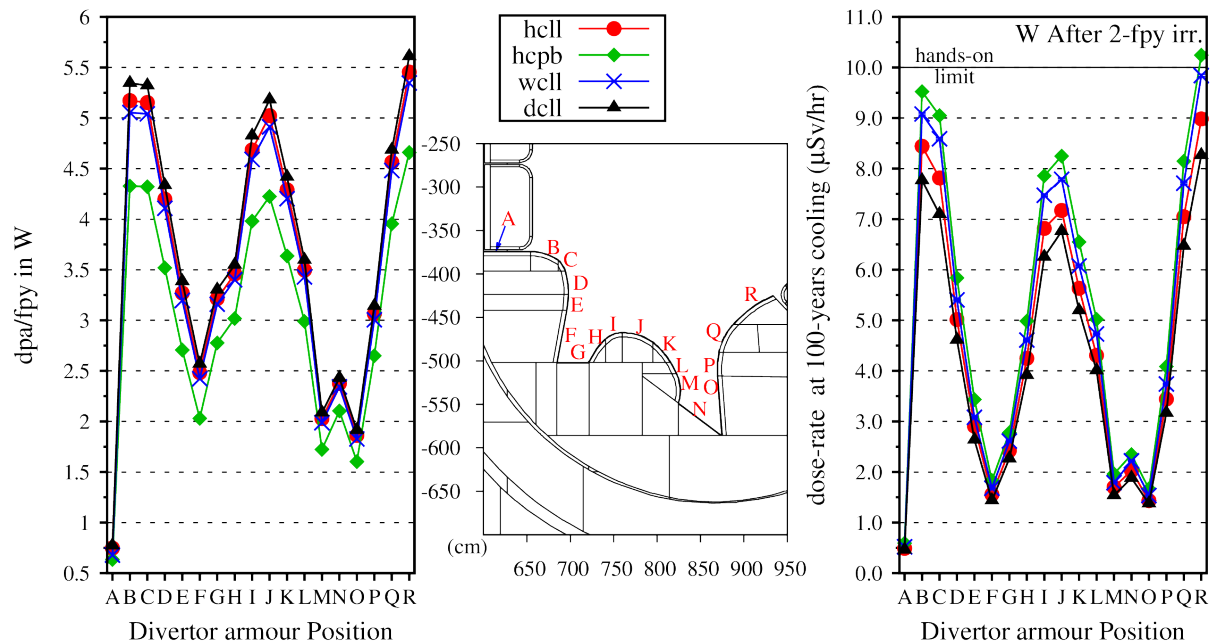 6
5.5
5
4.5
4
3.5
3
2.5
2
1.5
1
0.5
dpa/fpy in W
A B C D E F G H I J K L M N O P Q R
Divertor armour Position
hcll
hcpb
wcll
dcll
-250
-300
-350
-400
-450
-500
-550
-600
-650
(cm)
650 700 750 800 850 900 950
A
B
C
D
E
F
G
H
I
J
K
L
M
N
O
P
Q
R
11.0
10.0
9.0
8.0
7.0
6.0
5.0
4.0
3.0
2.0
1.0
0.0
dose-rate at 100-years cooling (μSv/hr)
W After 2-fpy irr.
hands-on
limit
A B C D E F G H I J K L M N O P Q R
Divertor armour Position